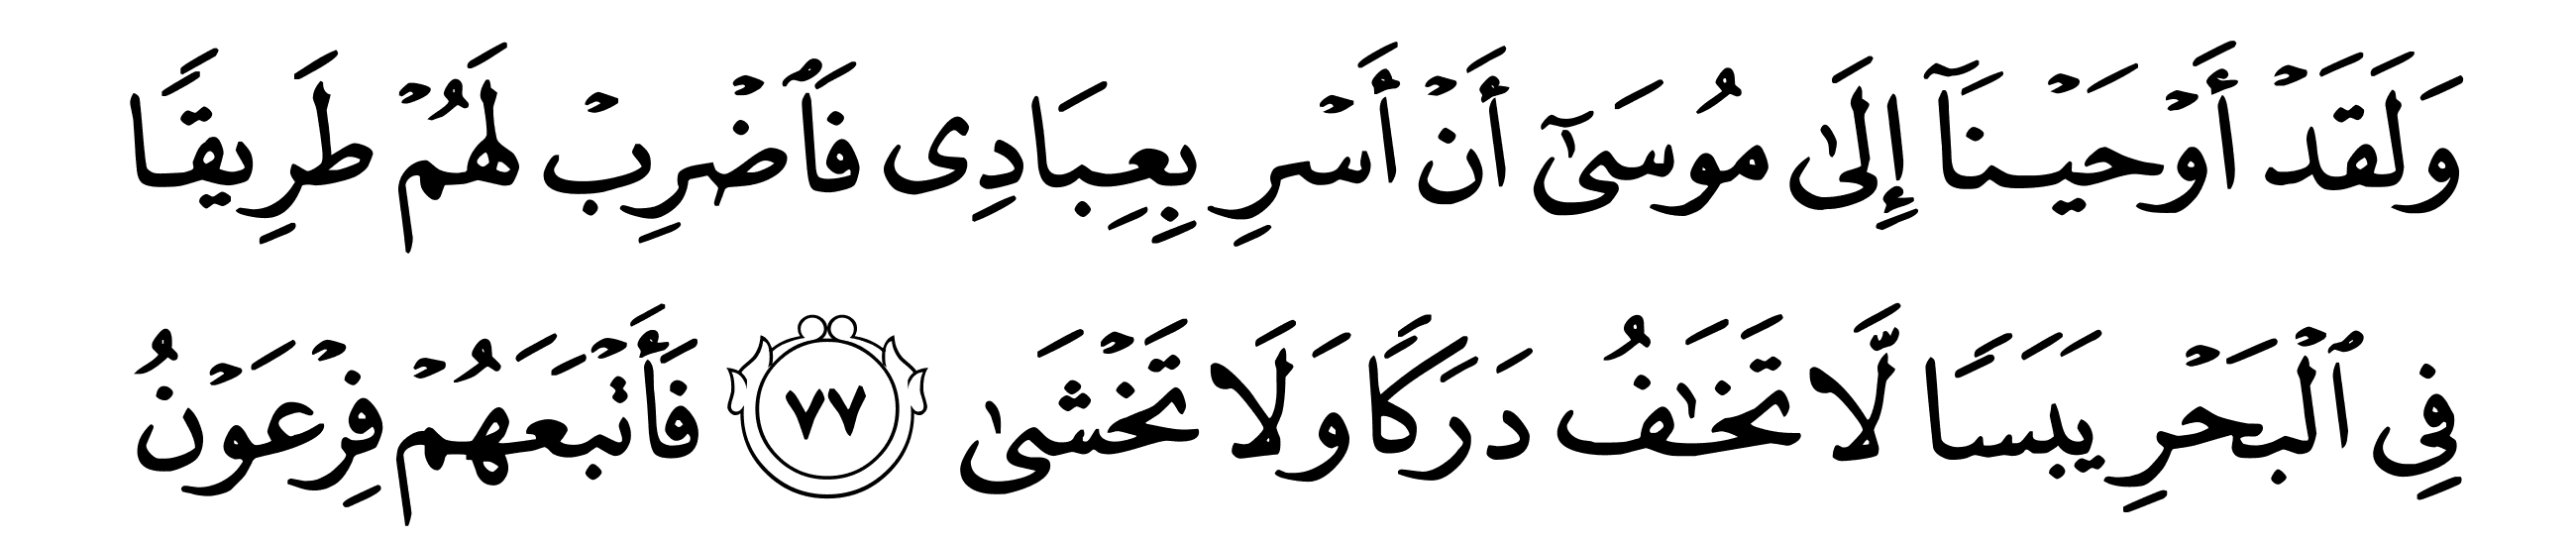 وَلَقَدْ أَوْحَيْنَآ إِلَىٰ مُوسَىٰٓ أَنْ أَسْرِ بِعِبَادِى فَٱضْرِبْ لَهُمْ طَرِيقًا
فِى ٱلْبَحْرِ يَبَسًا لَّا تَخَـٰفُ دَرَكًا وَلَا تَخْشَىٰ ٧٧ فَأَتْبَعَهُمْ فِرْعَوْنُ